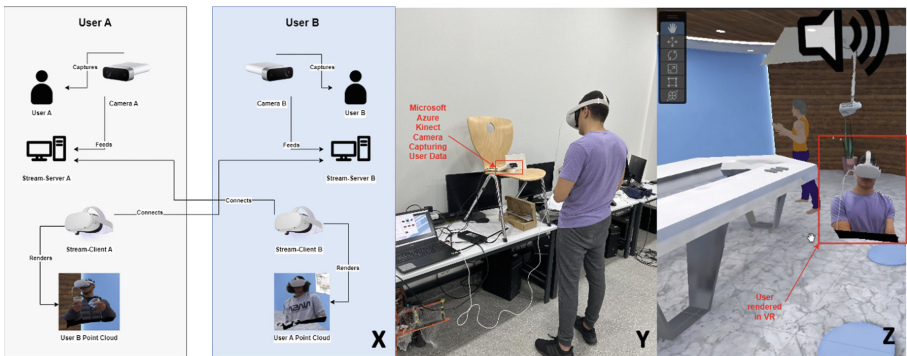 User A
User B
Captures
Captures
User A
Camera A
Camera B
User B
Feeds
Feeds
Stream-Server A
Stream-Server B
Connects
Connects
Stream-Client A
Stream-Client B
Renders
Renders
User B Point Cloud
User A Point Cloud
X
Microsoft
Azure
Kinect
Camera
Capturing
User Data
Y
User
rendered
in VR
Z